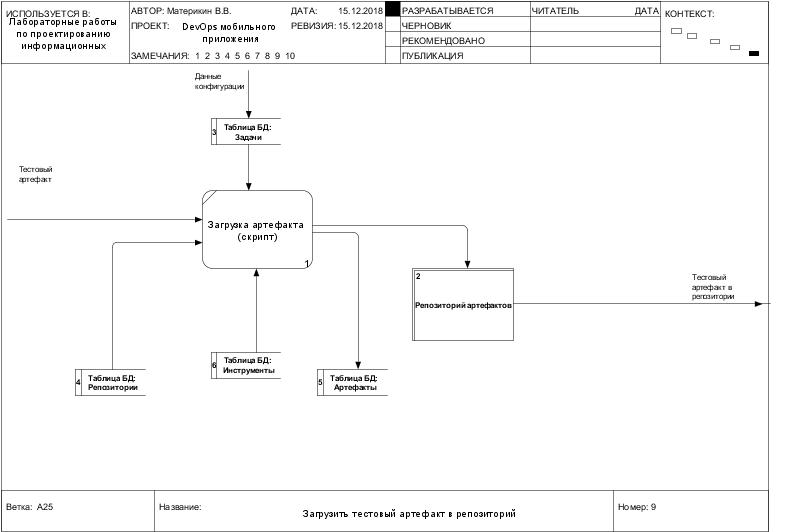 ИСПОЛЬЗУЕТСЯ В:
Лабораторные работы
по проектированию
информационных
АВТОР: Материкин В.В.
ДАТА: 15.12.2018
ПРОЕКТ: DevOps мобильного
приложения
РЕВИЗИЯ: 15.12.2018
ЗАМЕЧАНИЯ: 1 2 3 4 5 6 7 8 9 10
РАЗРАБАТЫВАЕТСЯ
ЧЕРНОВИК
РЕКОМЕНДОВАНО
ПУБЛИКАЦИЯ
ЧИТАТЕЛЬ ДАТА
КОНТЕКСТ:
Данные
конфигурации
3 Таблица БД:
Задачи
Тестовый
артефакт
Загрузка артефакта
(скрипт)
1
2
Репозиторий артефактов
Тестовый
артефакт в
репозитории
4 Таблица БД:
Репозитории
6 Таблица БД:
Инструменты
5 Таблица БД:
Артефакты
Ветка: A25
Название:
Загрузить тестовый артефакт в репозиторий
Номер: 9